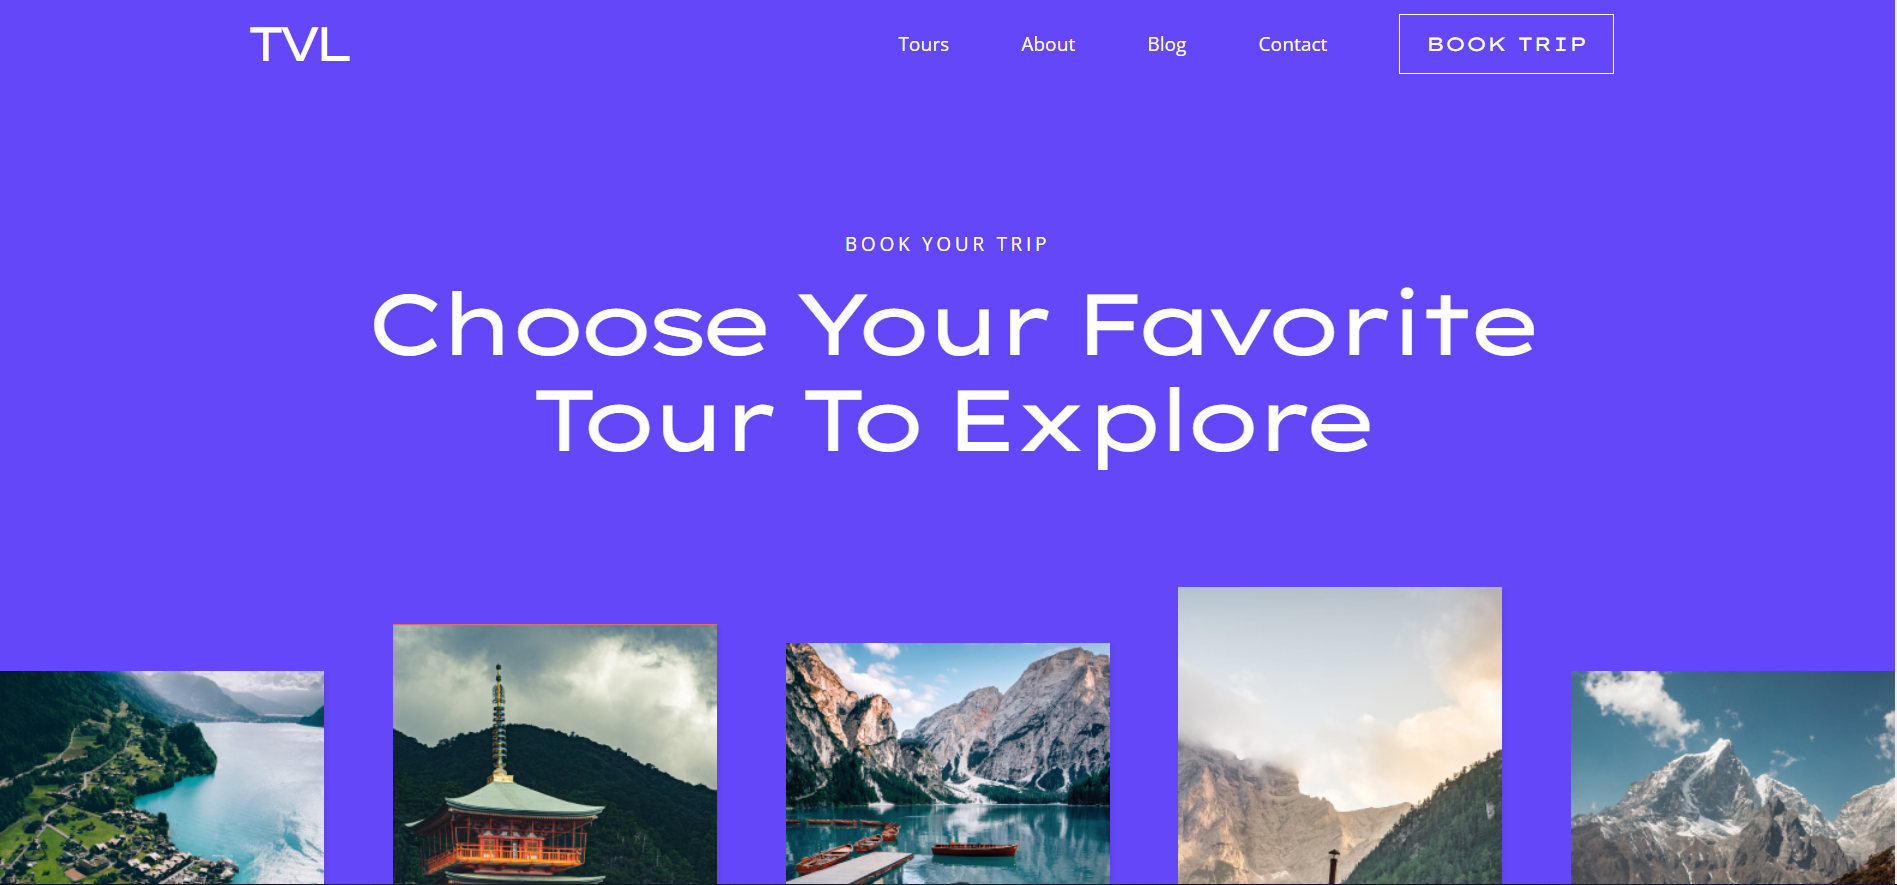 TVL
Tours
About
Blog
Contact
BOOK TRIP
BOOK YOUR TRIP
Choose Your Favorite
Tour To Explore